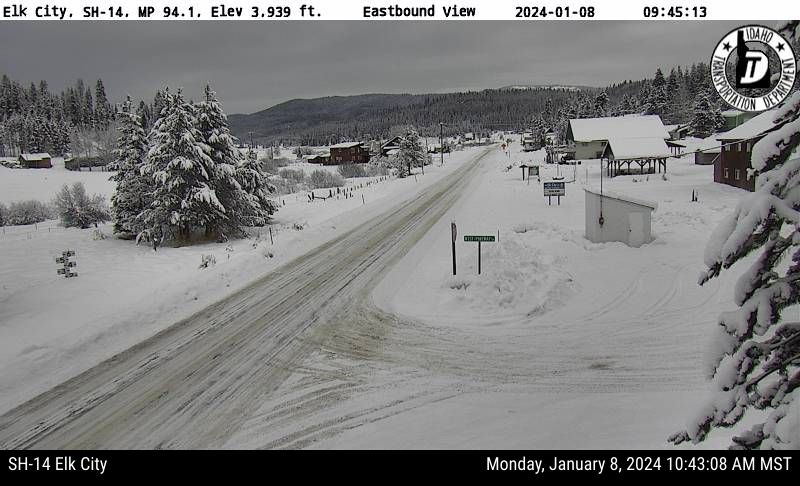 Elk City, SH-14, MP 94.1, Elev 3,939 ft. Eastbound View 2024-01-08 09:45:13
IDAHO
TRANSPORTATION DEPARTMENT
SH-14 Elk City Monday, January 8, 2024 10:43:08 AM MST